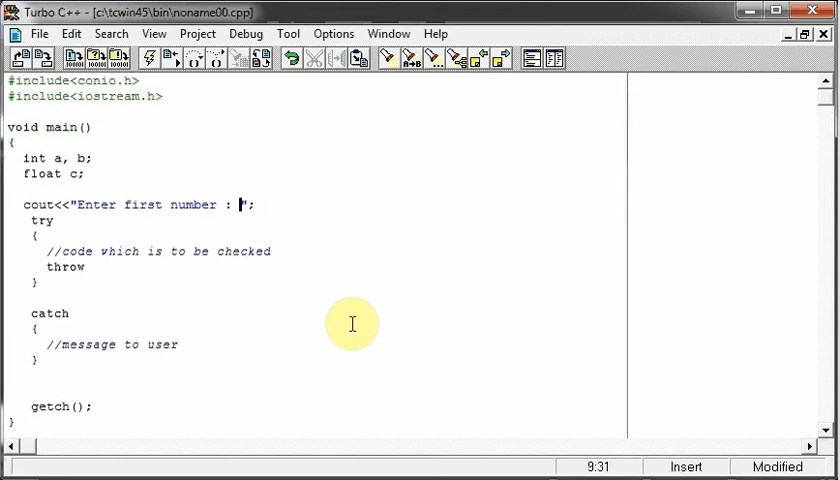 Turbo C++ - [c:\tcwin45\bin\noname00.cpp]
File Edit Search View Project Debug Tool Options Window Help
#include<conio.h>
#include<iostream.h>
void main()
{
int a, b;
float c;
cout<<"Enter first number : ";
try
{
//code which is to be checked
throw
}
catch
{
//message to user
}
getch();
}
9:31 Insert Modified